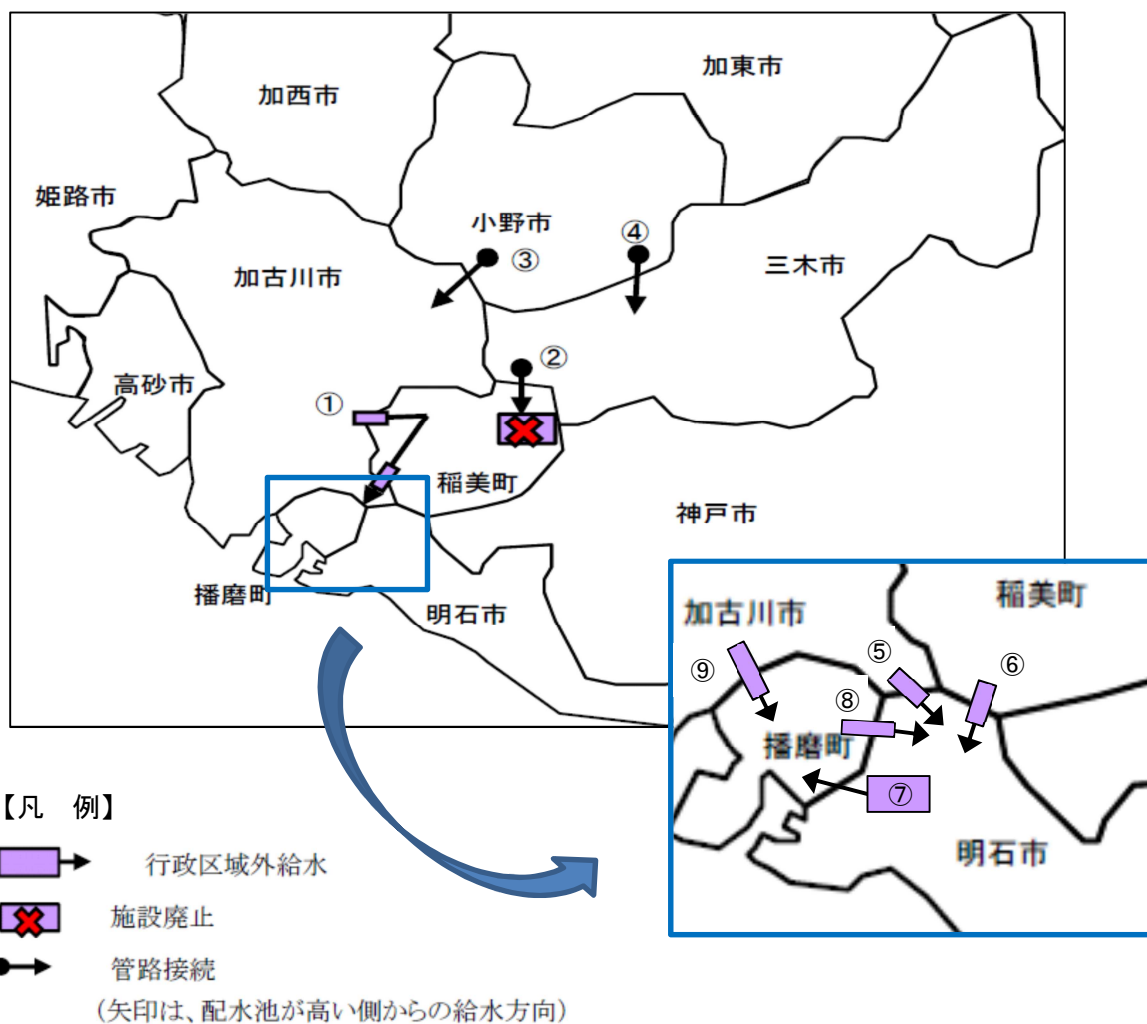 加東市
加西市
姫路市
小野市
④
③
三木市
加古川市
②
高砂市
①
稲美町
神戸市
播磨町
明石市
稲美町
加古川市
⑤
⑥
⑨
⑧
播磨町
⑦
明石市
【凡 例】
行政区域外給水
施設廃止
管路接続
(矢印は、配水池が高い側からの給水方向)